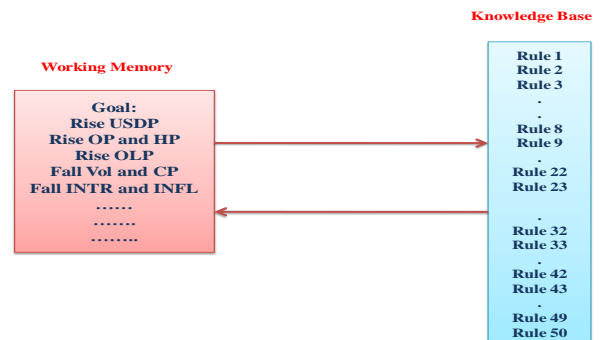 Knowledge Base
Working Memory
Goal:
Rise USDP
Rise OP and HP
Rise OLP
Fall Vol and CP
Fall INTR and INFL
......
.......
........
Rule 1
Rule 2
Rule 3
.
.
Rule 8
Rule 9
.
Rule 22
Rule 23
.
Rule 32
Rule 33
.
Rule 42
Rule 43
.
Rule 49
Rule 50